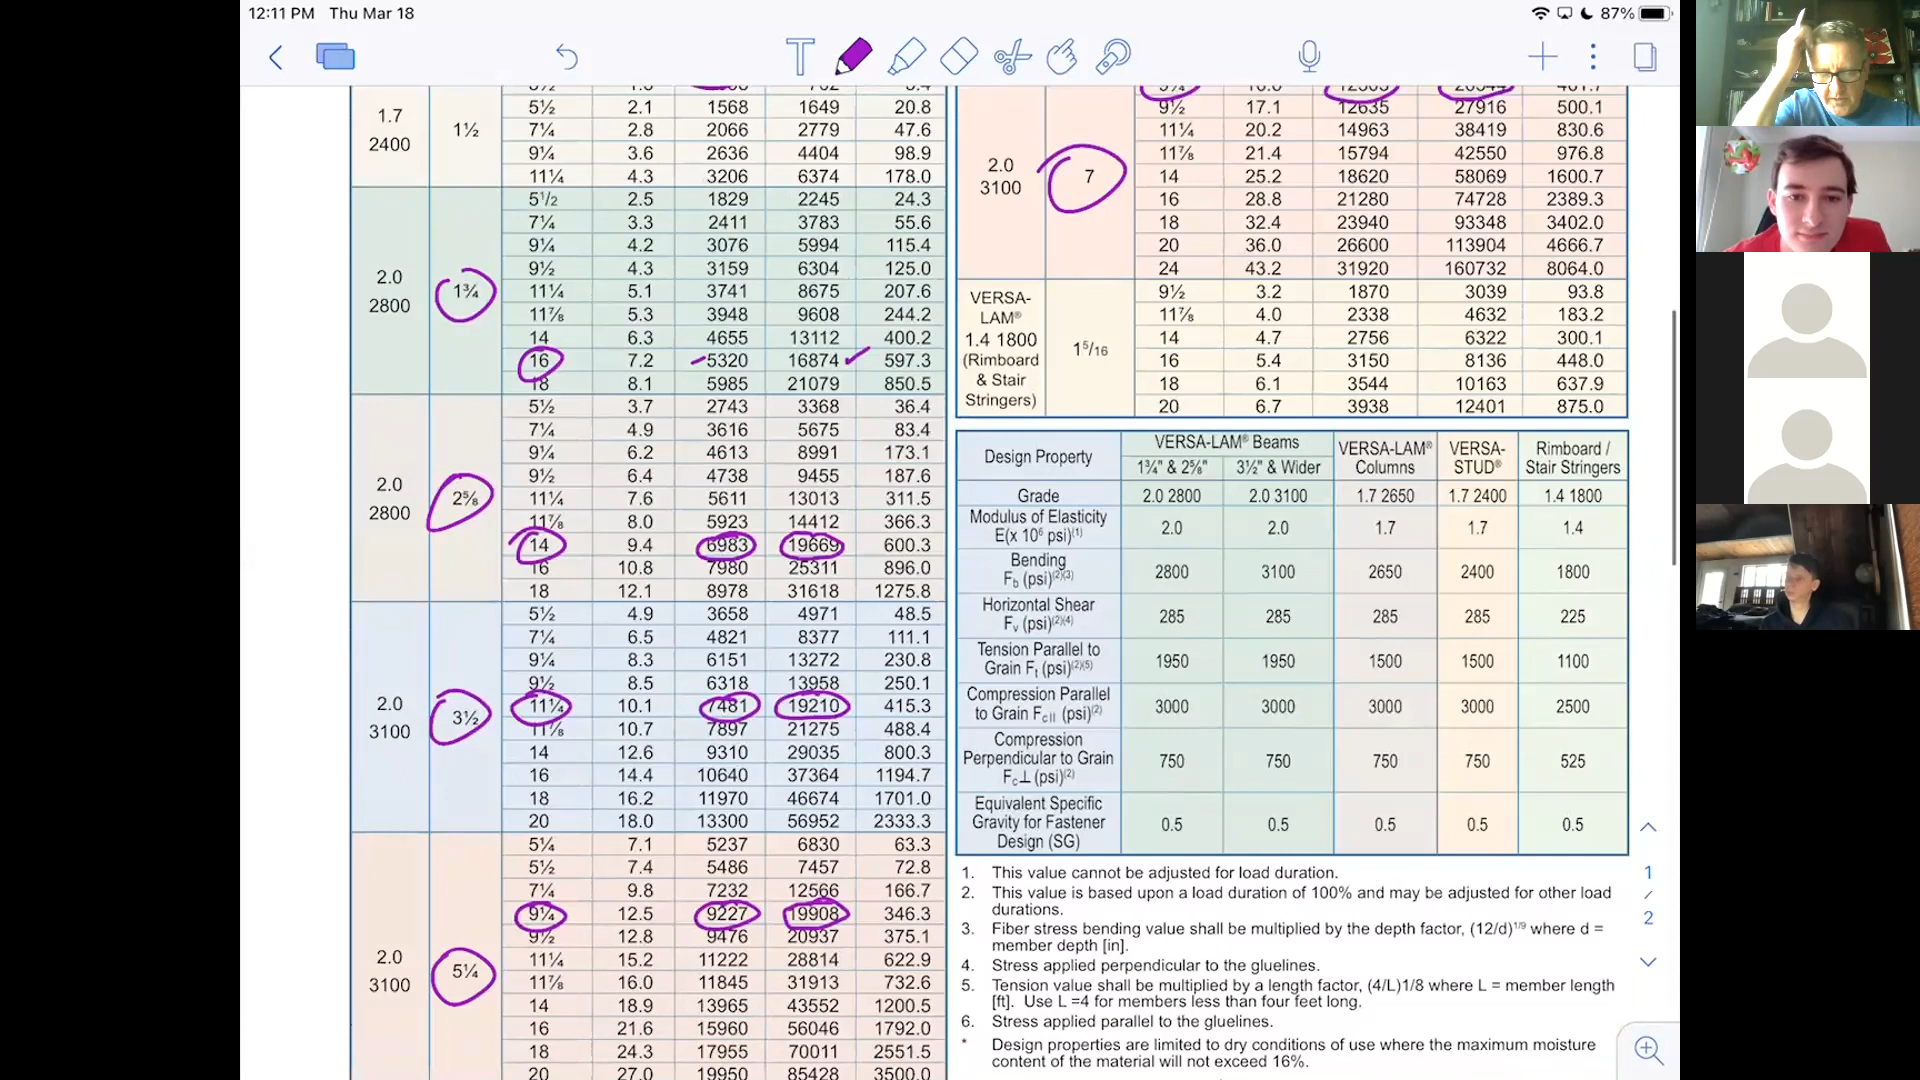 12:11 PM Thu Mar 18
87%
5½ 2.1 1568 1649 20.8
7¼ 2.8 2066 2779 47.6
9¼ 3.6 2636 4404 98.9
11¼ 4.3 3206 6374 178.0
1.7
2400
1½
5½ 2.5 1829 2245 24.3
7¼ 3.3 2411 3783 55.6
9¼ 4.2 3076 5994 115.4
9½ 4.3 3159 6304 125.0
11¼ 5.1 3741 8675 207.6
11⅞ 5.3 3948 9608 244.2
14 6.3 4655 13112 400.2
16 7.2 5320 16874 597.3
18 8.1 5985 21079 850.5
2.0
2800
1¾
5½ 3.7 2743 3368 36.4
7¼ 4.9 3616 5675 83.4
9¼ 6.2 4613 8991 173.1
9½ 6.4 4738 9455 187.6
11¼ 7.6 5611 13013 311.5
11⅞ 8.0 5923 14412 366.3
14 9.4 6983 19669 600.3
16 10.8 7980 25311 896.0
18 12.1 8978 31618 1275.8
2.0
2800
2⅝
5½ 4.9 3658 4971 48.5
7¼ 6.5 4821 8377 111.1
9¼ 8.3 6151 13272 230.8
9½ 8.5 6318 13958 250.1
11¼ 10.1 7481 19210 415.3
11⅞ 10.7 7897 21275 488.4
14 12.6 9310 29035 800.3
16 14.4 10640 37364 1194.7
18 16.2 11970 46674 1701.0
20 18.0 13300 56952 2333.3
2.0
3100
3½
5¼ 7.1 5237 6830 63.3
5½ 7.4 5486 7457 72.8
7¼ 9.8 7232 12566 166.7
9¼ 12.5 9227 19908 346.3
9½ 12.8 9476 20937 375.1
11¼ 15.2 11222 28814 622.9
11⅞ 16.0 11845 31913 732.6
14 18.9 13965 43552 1200.5
16 21.6 15960 56046 1792.0
18 24.3 17955 70011 2551.5
20 27.0 19950 85428 3500.0
2.0
3100
5¼
9½ 17.1 12635 27916 500.1
11¼ 20.2 14963 38419 830.6
11⅞ 21.4 15794 42550 976.8
14 25.2 18620 58069 1600.7
16 28.8 21280 74728 2389.3
18 32.4 23940 93348 3402.0
20 36.0 26600 113904 4666.7
24 43.2 31920 160732 8064.0
2.0
3100
7
VERSA-
LAM®
1.4 1800
(Rimboard
& Stair
Stringers)
1⁵/₁₆
9½ 3.2 1870 3039 93.8
11⅞ 4.0 2338 4632 183.2
14 4.7 2756 6322 300.1
16 5.4 3150 8136 448.0
18 6.1 3544 10163 637.9
20 6.7 3938 12401 875.0
Design Property
VERSA-LAM® Beams
1¾" & 2⅝" 3½" & Wider
VERSA-LAM®
Columns
VERSA-
STUD®
Rimboard /
Stair Stringers
Grade 2.0 2800 2.0 3100 1.7 2650 1.7 2400 1.4 1800
Modulus of Elasticity
E(x 10⁶ psi)⁽¹⁾
2.0 2.0 1.7 1.7 1.4
Bending
F_b (psi)⁽²⁾⁽³⁾
2800 3100 2650 2400 1800
Horizontal Shear
F_v (psi)⁽²⁾⁽⁴⁾
285 285 285 285 225
Tension Parallel to
Grain F_t (psi)⁽²⁾⁽⁵⁾
1950 1950 1500 1500 1100
Compression Parallel
to Grain F_c|| (psi)⁽²⁾
3000 3000 3000 3000 2500
Compression
Perpendicular to Grain
F_c⊥ (psi)⁽²⁾
750 750 750 750 525
Equivalent Specific
Gravity for Fastener
Design (SG)
0.5 0.5 0.5 0.5 0.5
1. This value cannot be adjusted for load duration.
2. This value is based upon a load duration of 100% and may be adjusted for other load
durations.
3. Fiber stress bending value shall be multiplied by the depth factor, (12/d)¹ᐟ⁹ where d =
member depth [in].
4. Stress applied perpendicular to the gluelines.
5. Tension value shall be multiplied by a length factor, (4/L)1/8 where L = member length
[ft]. Use L =4 for members less than four feet long.
6. Stress applied parallel to the gluelines.
* Design properties are limited to dry conditions of use where the maximum moisture
content of the material will not exceed 16%.
1
/
2